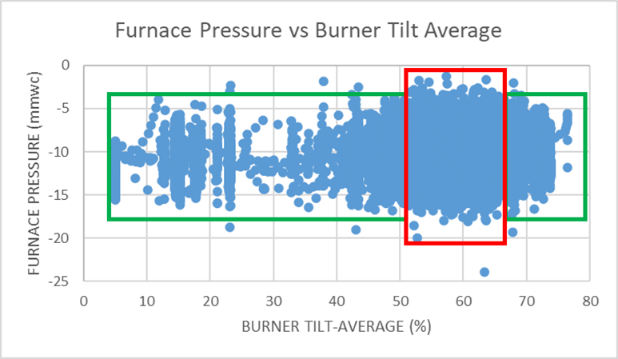 Furnace Pressure vs Burner Tilt Average
FURNACE PRESSURE (mmwc)
0
-5
-10
-15
-20
-25
0 10 20 30 40 50 60 70 80
BURNER TILT-AVERAGE (%)